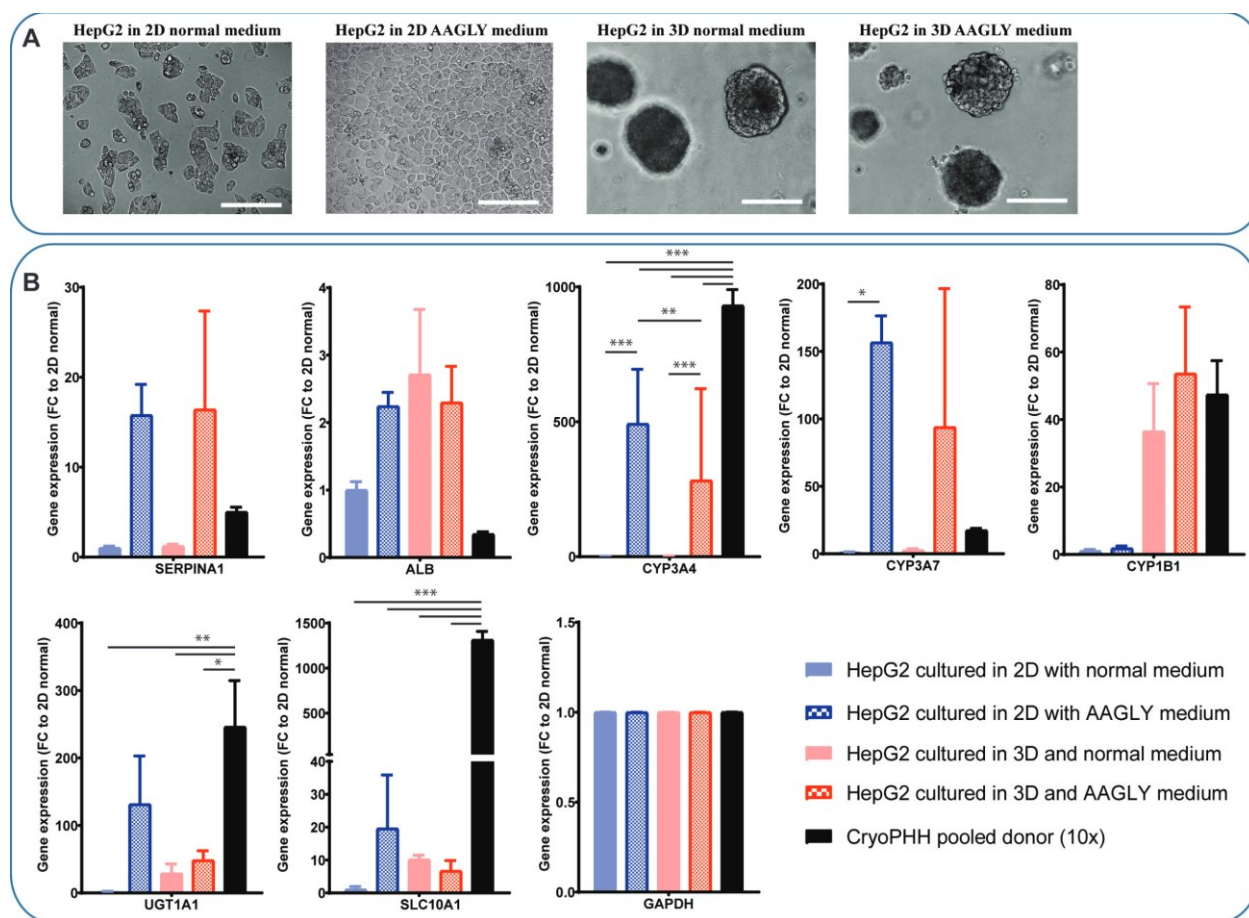 A
HepG2 in 2D normal medium
HepG2 in 2D AAGLY medium
HepG2 in 3D normal medium
HepG2 in 3D AAGLY medium
B
Gene expression (FC to 2D normal)
30
20
10
0
SERPINA1
Gene expression (FC to 2D normal)
4
3
2
1
0
ALB
Gene expression (FC to 2D normal)
1000
500
0
***
**
***
***
CYP3A4
Gene expression (FC to 2D normal)
200
150
100
50
0
*
CYP3A7
Gene expression (FC to 2D normal)
80
60
40
20
0
CYP1B1
Gene expression (FC to 2D normal)
400
300
200
100
0
**
*
UGT1A1
Gene expression (FC to 2D normal)
1500
1300
1100
900
700
500
40
30
20
10
0
***
SLC10A1
Gene expression (FC to 2D normal)
1.5
1.0
0.5
0.0
GAPDH
HepG2 cultured in 2D with normal medium
HepG2 cultured in 2D with AAGLY medium
HepG2 cultured in 3D and normal medium
HepG2 cultured in 3D and AAGLY medium
CryoPHH pooled donor (10x)